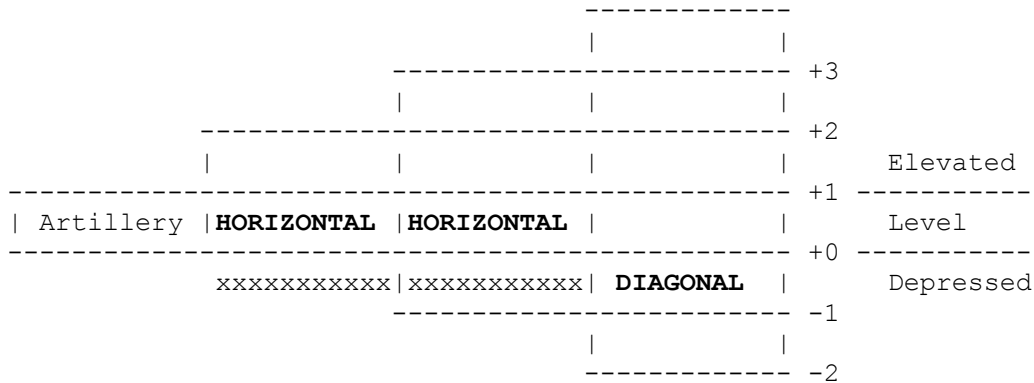 -------------
| |
------------------------- +3
| | |
------------------------------------- +2
| | | | Elevated
------------------------------------------------- +1 -----------
| Artillery |HORIZONTAL |HORIZONTAL | | Level
------------------------------------------------- +0 -----------
xxxxxxxxxxx|xxxxxxxxxxx| DIAGONAL | Depressed
------------------------- -1
| |
------------- -2